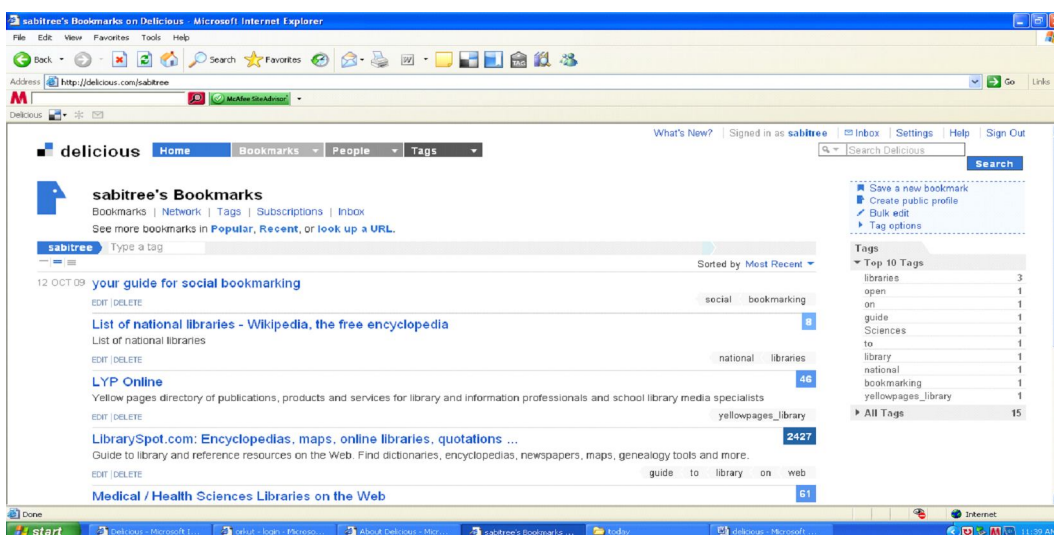 sabitree's Bookmarks on Delicious - Microsoft Internet Explorer
File Edit View Favorites Tools Help
Back Search Favorites
Address http://delicious.com/sabitree Go Links
M McAfee SiteAdvisor
Delicious
What's New? Signed in as sabitree Inbox Settings Help Sign Out
delicious Home Bookmarks People Tags Search Delicious
Search
sabitree's Bookmarks
Bookmarks | Network | Tags | Subscriptions | Inbox
See more bookmarks in Popular, Recent, or look up a URL.
Save a new bookmark
Create public profile
Bulk edit
Tag options
sabitree Type a tag
Sorted by Most Recent
12 OCT 09 your guide for social bookmarking
EDIT | DELETE social bookmarking
List of national libraries - Wikipedia, the free encyclopedia 8
List of national libraries
EDIT | DELETE national libraries
LYP Online 46
Yellow pages directory of publications, products and services for library and information professionals and school library media specialists
EDIT | DELETE yellowpages_library
LibrarySpot.com: Encyclopedias, maps, online libraries, quotations ... 2427
Guide to library and reference resources on the Web. Find dictionaries, encyclopedias, newspapers, maps, genealogy tools and more.
EDIT | DELETE guide to library on web
Medical / Health Sciences Libraries on the Web 61
Tags
Top 10 Tags
libraries 3
open 1
on 1
guide 1
Sciences 1
to 1
library 1
national 1
bookmarking 1
yellowpages_library 1
All Tags 15
Done Internet
start Delicious - Microsoft I... orkut - login - Microso... About Delicious - Micr... sabitree's Bookmarks ... today delicious - Microsoft ... 11:39 AM